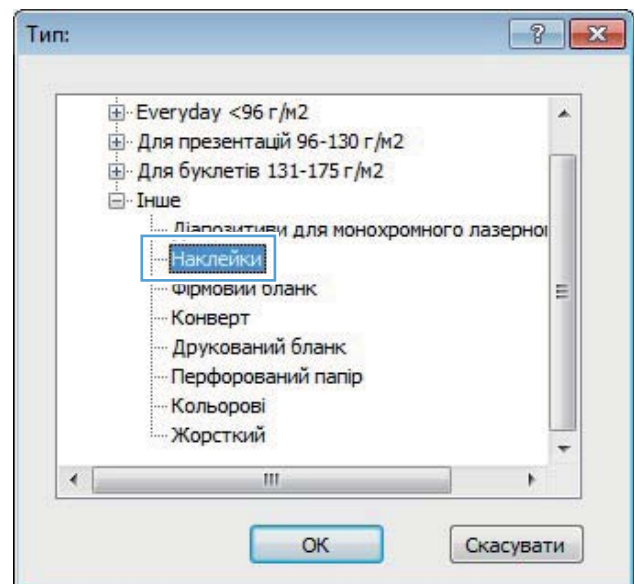 Тип:
Everyday <96 г/м2
Для презентацій 96-130 г/м2
Для буклетів 131-175 г/м2
Інше
Діапозитиви для монохромного лазерног
Наклейки
Фірмовий бланк
Конверт
Друкований бланк
Перфорований папір
Кольорові
Жорсткий
OK
Скасувати